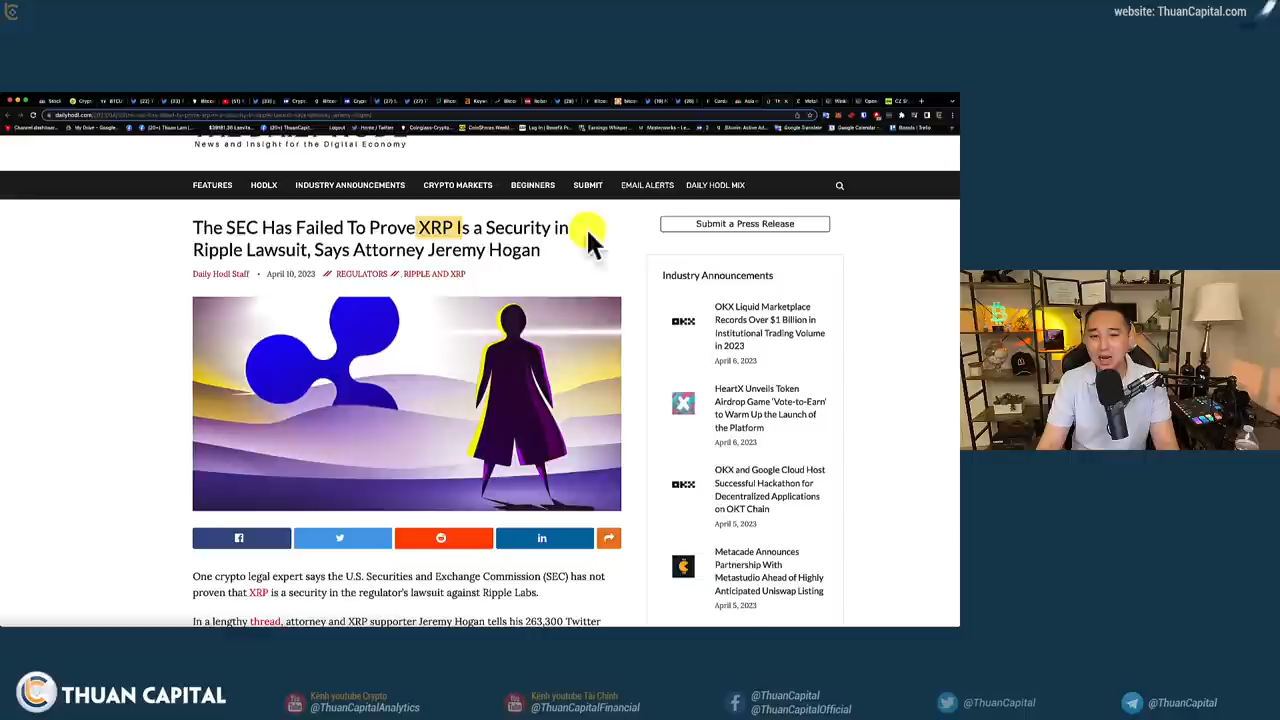 website: ThuanCapital.com
News and Insight for the Digital Economy
FEATURES HODLX INDUSTRY ANNOUNCEMENTS CRYPTO MARKETS BEGINNERS SUBMIT EMAIL ALERTS DAILY HODL MIX
The SEC Has Failed To Prove XRP Is a Security in
Ripple Lawsuit, Says Attorney Jeremy Hogan
Daily Hodl Staff • April 10, 2023 // REGULATORS // , RIPPLE AND XRP
One crypto legal expert says the U.S. Securities and Exchange Commission (SEC) has not
proven that XRP is a security in the regulator's lawsuit against Ripple Labs.
In a lengthy thread, attorney and XRP supporter Jeremy Hogan tells his 263,300 Twitter
Submit a Press Release
Industry Announcements
OKX
OKX Liquid Marketplace
Records Over $1 Billion in
Institutional Trading Volume
in 2023
April 6, 2023
HeartX Unveils Token
Airdrop Game 'Vote-to-Earn'
to Warm Up the Launch of
the Platform
April 6, 2023
OKX
OKX and Google Cloud Host
Successful Hackathon for
Decentralized Applications
on OKT Chain
April 5, 2023
Metacade Announces
Partnership With
Metastudio Ahead of Highly
Anticipated Uniswap Listing
April 5, 2023
THUAN CAPITAL
Kênh youtube Crypto
@ThuanCapitalAnalytics
Kênh youtube Tài Chính
@ThuanCapitalFinancial
@ThuanCapital
@ThuanCapitalOfficial
@ThuanCapital
@ThuanCapital